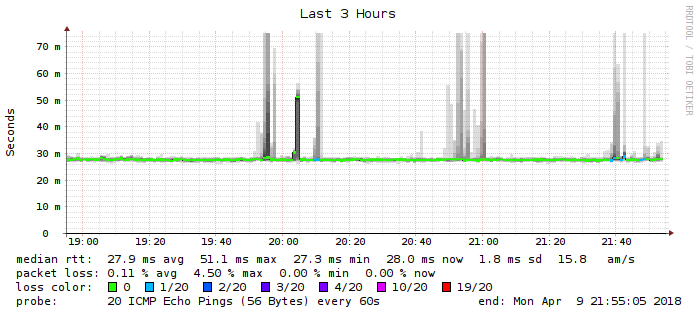 Last 3 Hours
RRDTOOL / TOBI OETIKER
Seconds
70 m
60 m
50 m
40 m
30 m
20 m
10 m
0
19:00 19:20 19:40 20:00 20:20 20:40 21:00 21:20 21:40
median rtt: 27.9 ms avg 51.1 ms max 27.3 ms min 28.0 ms now 1.8 ms sd 15.8 am/s
packet loss: 0.11 % avg 4.50 % max 0.00 % min 0.00 % now
loss color: 0 1/20 2/20 3/20 4/20 10/20 19/20
probe: 20 ICMP Echo Pings (56 Bytes) every 60s end: Mon Apr 9 21:55:05 2018